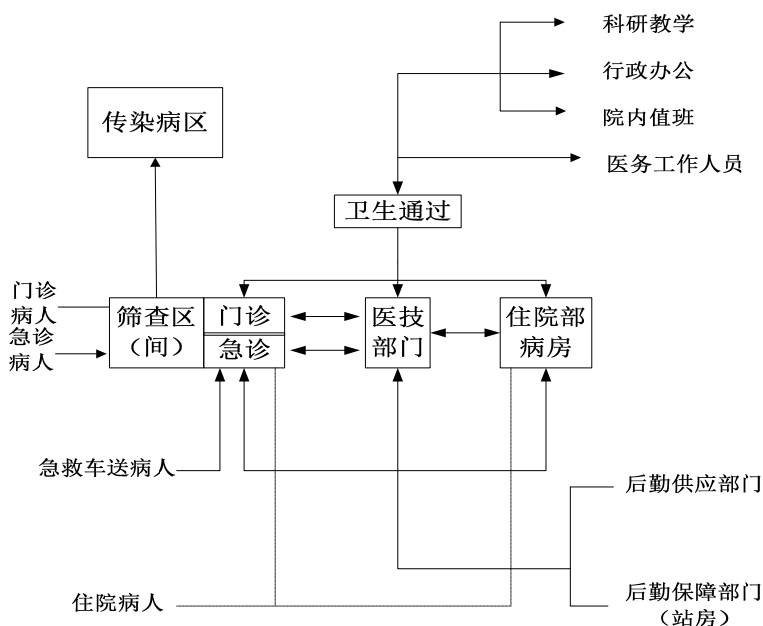 科研教学
行政办公
院内值班
医务工作人员
传染病区
卫生通过
门诊
病人
急诊
病人
筛查区
（间）
门诊
急诊
医技
部门
住院部
病房
急救车送病人
后勤供应部门
住院病人
后勤保障部门
（站房）